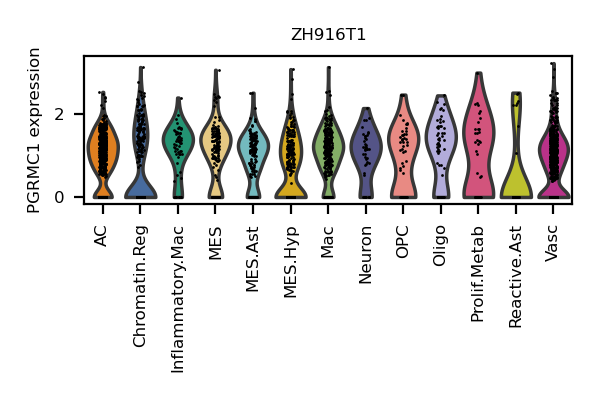 ZH916T1
PGRMC1 expression
2
0
AC
Chromatin.Reg
Inflammatory.Mac
MES
MES.Ast
MES.Hyp
Mac
Neuron
OPC
Oligo
Prolif.Metab
Reactive.Ast
Vasc